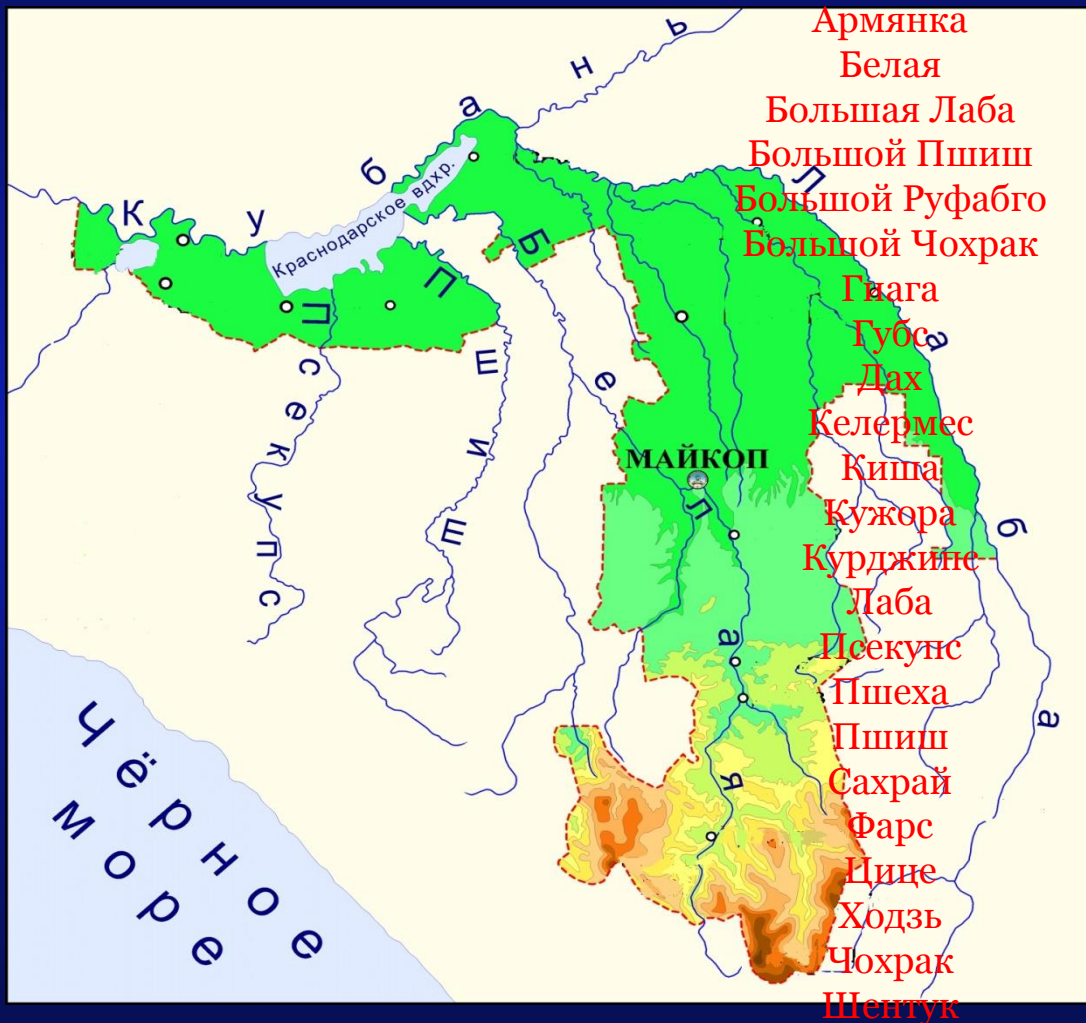 Армянка
Белая
Большая Лаба
Большой Пшиш
Большой Руфабго
Большой Чохрак
Гиага
Губс
Дах
Келермес
Киша
Кужора
Курджипс
Лаба
Псекупс
Пшеха
Пшиш
Сахрай
Фарс
Цице
Ходзь
Чохрак
Шентук
Кубань
Краснодарское вдхр.
Лаба
Белая
Пшиш
Псекупс
МАЙКОП
Чёрное
море